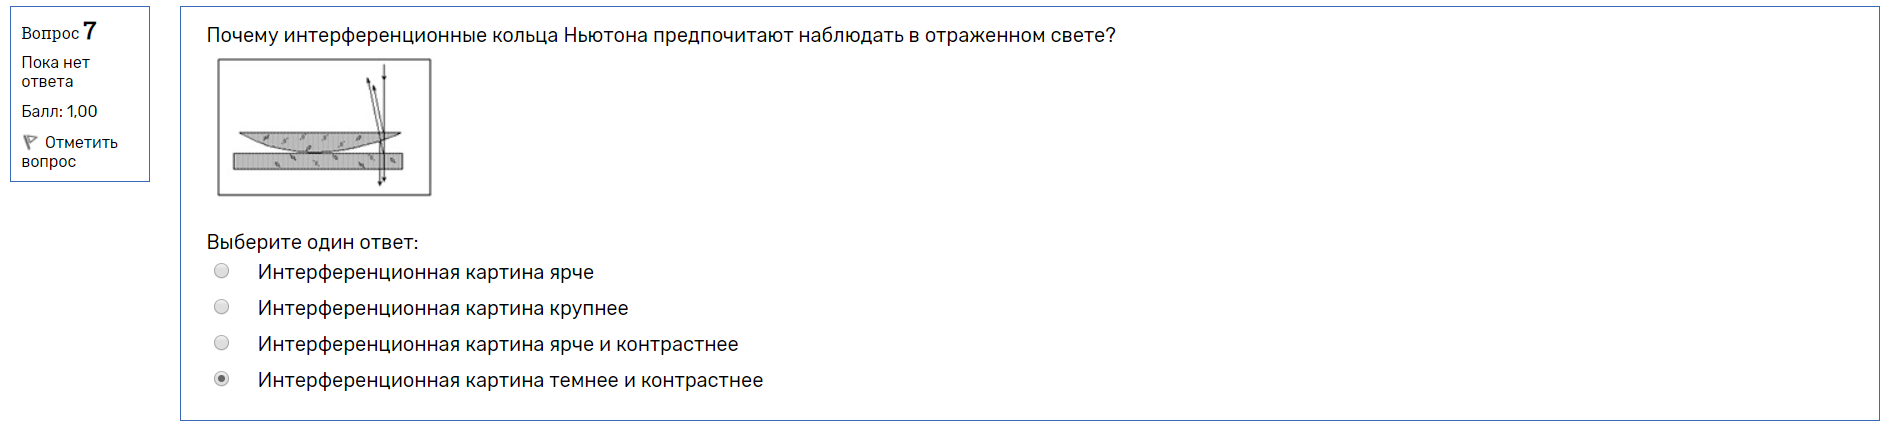 Вопрос 7
Пока нет
ответа
Балл: 1,00
Отметить
вопрос
Почему интерференционные кольца Ньютона предпочитают наблюдать в отраженном свете?
Выберите один ответ:
Интерференционная картина ярче
Интерференционная картина крупнее
Интерференционная картина ярче и контрастнее
Интерференционная картина темнее и контрастнее